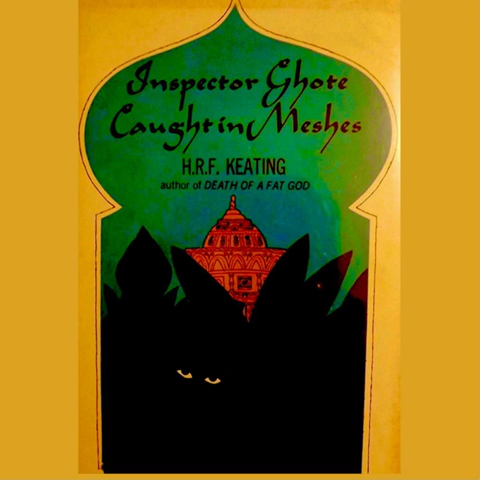 Inspector Ghote
Caught in Meshes
H.R.F. KEATING
author of DEATH OF A FAT GOD